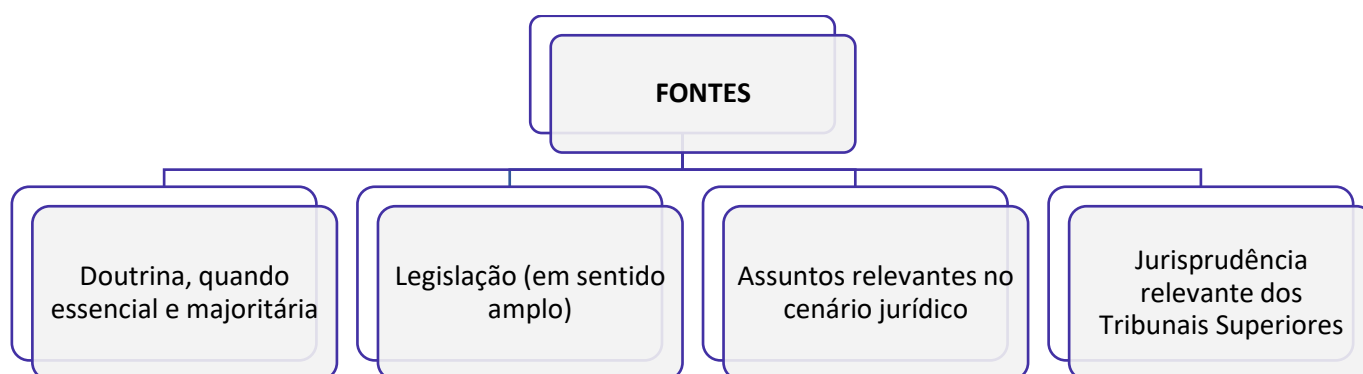 FONTES
Doutrina, quando
essencial e majoritária
Legislação (em sentido
amplo)
Assuntos relevantes no
cenário jurídico
Jurisprudência
relevante dos
Tribunais Superiores